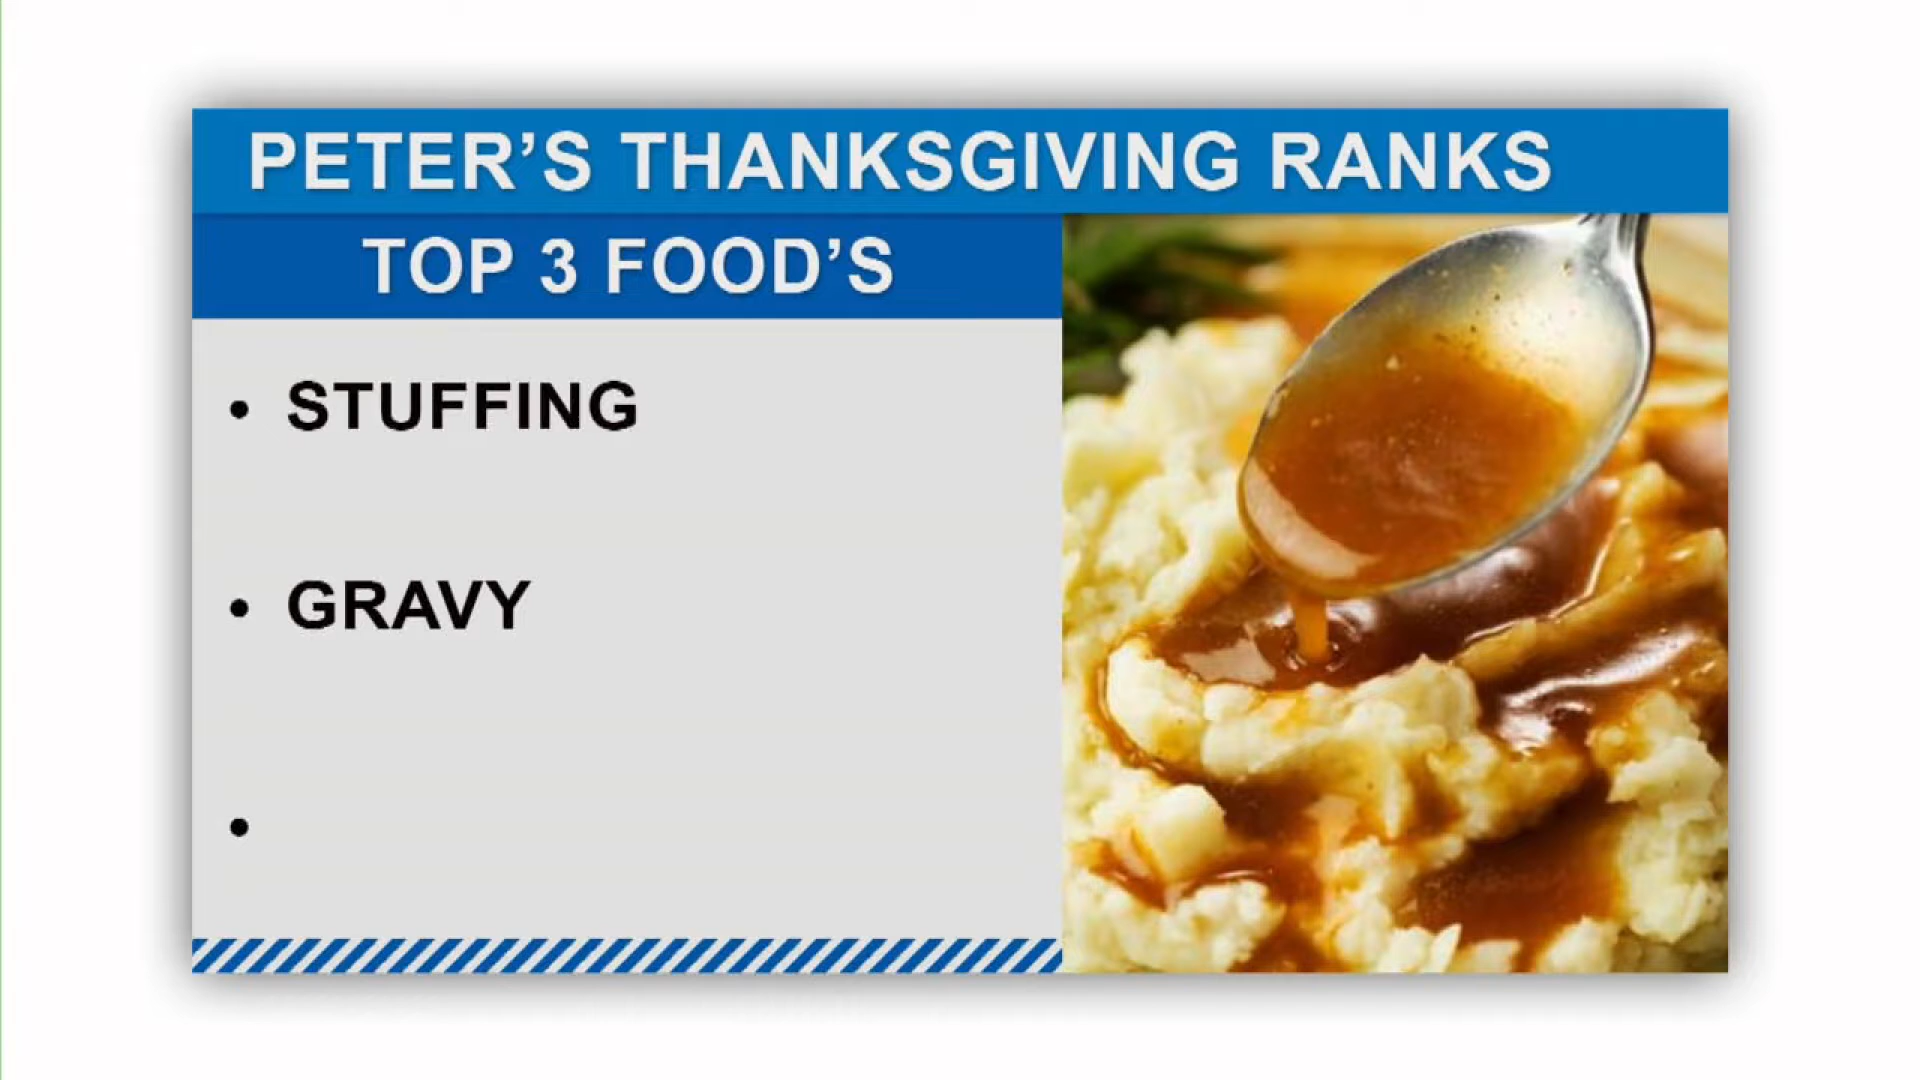 PETER’S THANKSGIVING RANKS
TOP 3 FOOD’S
• STUFFING
• GRAVY
•